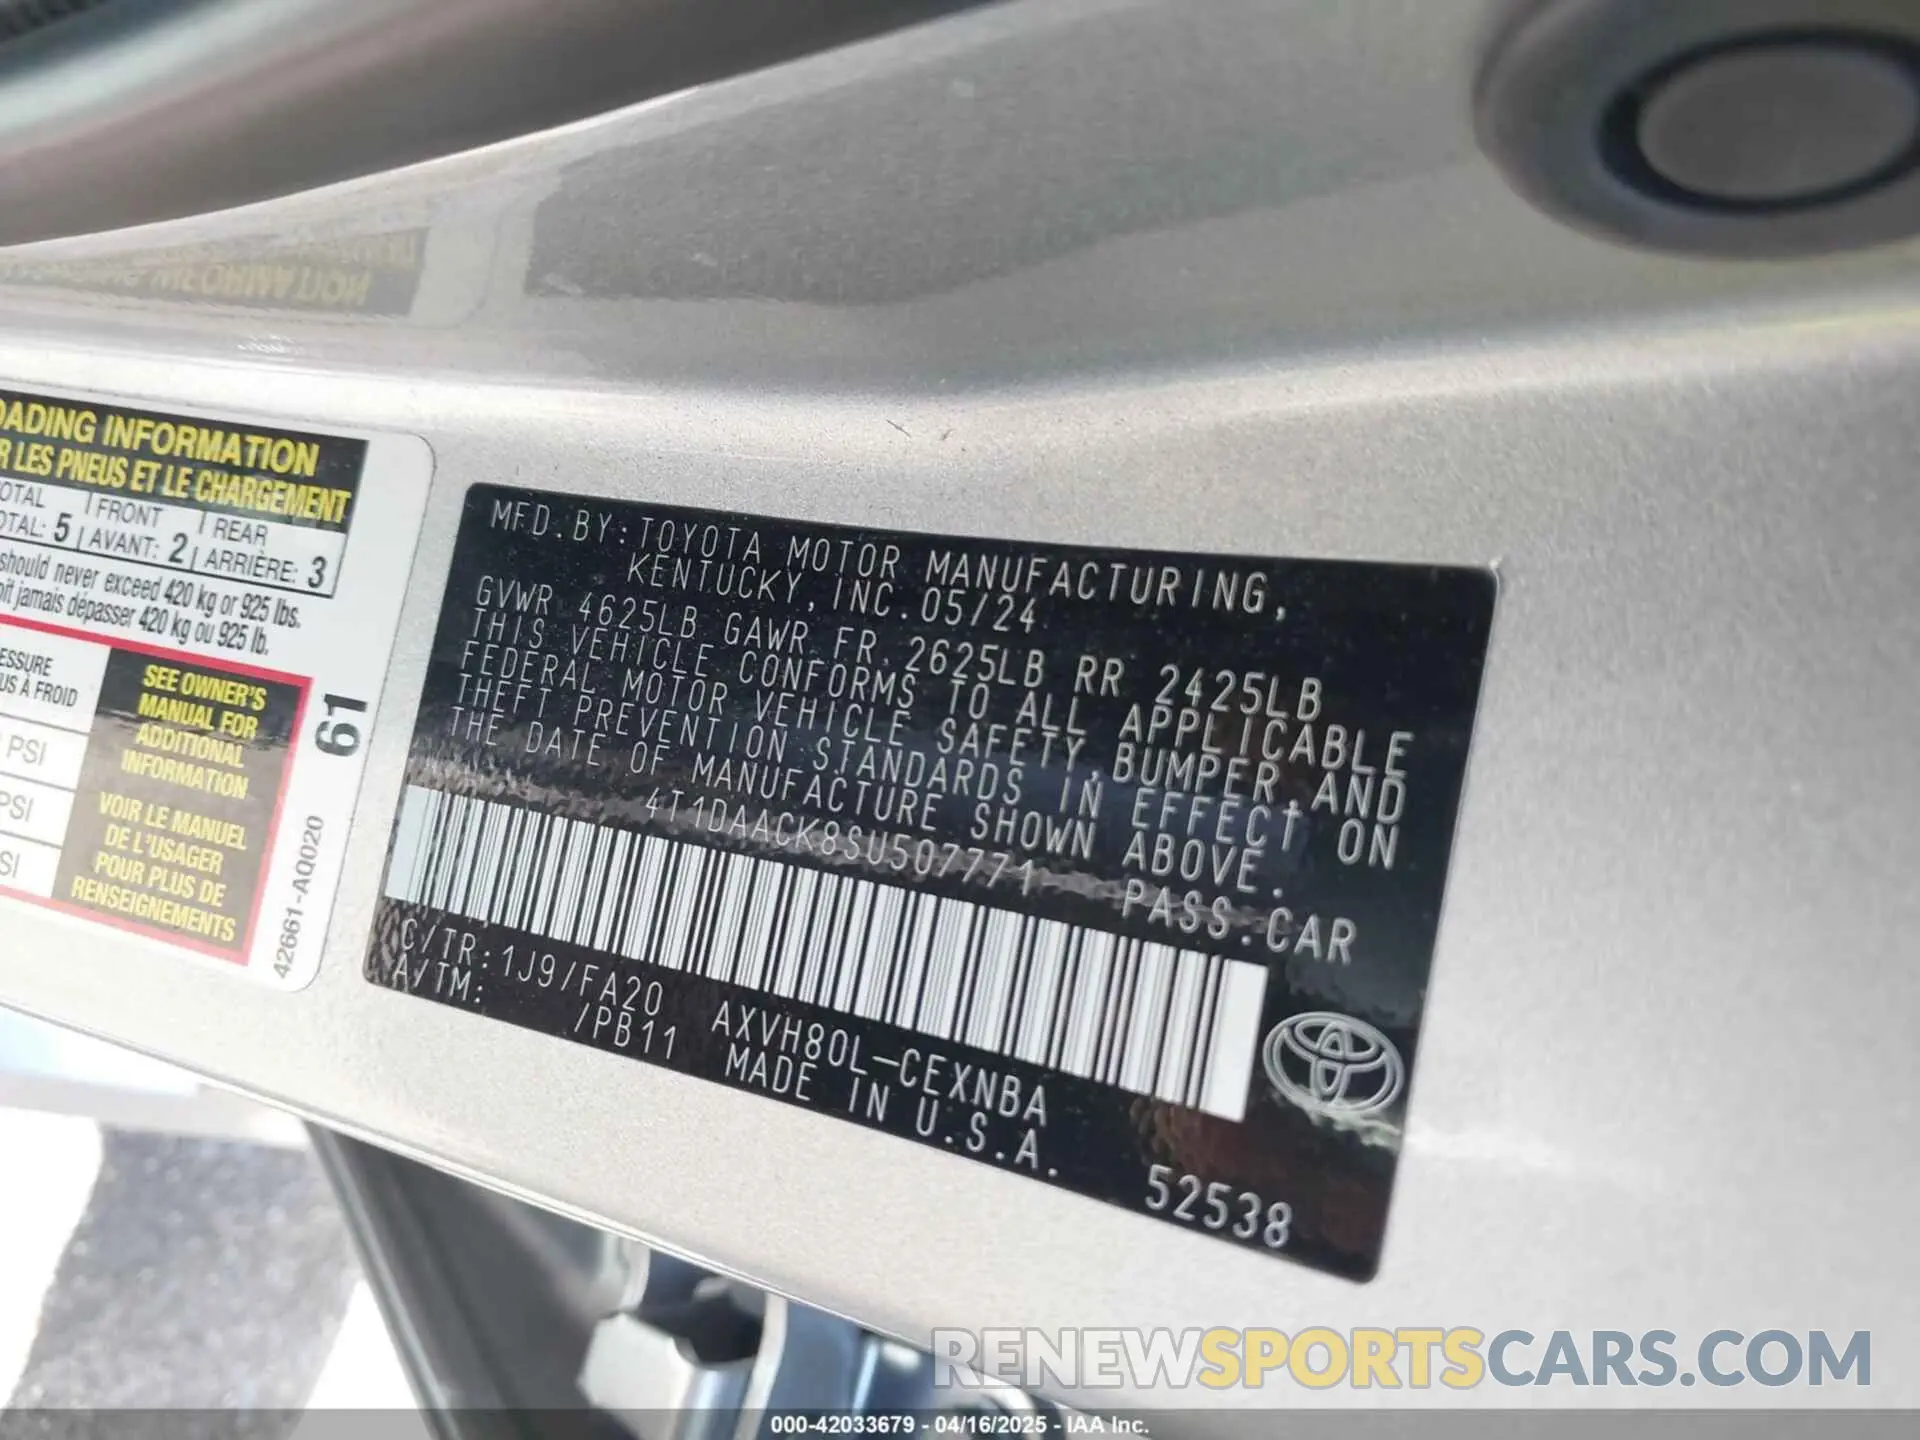 NOITAMROFNI
OADING INFORMATION
R LES PNEUS ET LE CHARGEMENT
OTAL | FRONT | REAR
OTAL: 5 | AVANT: 2 | ARRIÈRE: 3
should never exceed 420 kg or 925 lbs.
oit jamais dépasser 420 kg ou 925 lb.
ESSURE
US À FROID
PSI
PSI
SI
SEE OWNER'S
MANUAL FOR
ADDITIONAL
INFORMATION
VOIR LE MANUEL
DE L'USAGER
POUR PLUS DE
RENSEIGNEMENTS
61
42661-AQ020
MFD. BY: TOYOTA MOTOR MANUFACTURING,
KENTUCKY, INC. 05/24
GVWR 4625LB GAWR FR. 2625LB RR 2425LB
THIS VEHICLE CONFORMS TO ALL APPLICABLE
FEDERAL MOTOR VEHICLE SAFETY, BUMPER, AND
THEFT PREVENTION STANDARDS IN EFFECT ON
THE DATE OF MANUFACTURE SHOWN ABOVE.
4T1DAACK8SU507771 PASS. CAR
C/TR: 1J9/FA20 AXVH80L-CEXNBA
A/TM: /PB11 MADE IN U.S.A.
52538
RENEWSPORTSCARS.COM
000-42033679 - 04/16/2025 - IAA Inc.